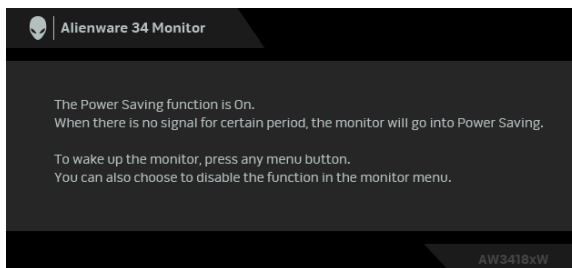 Alienware 34 Monitor
The Power Saving function is On.
When there is no signal for certain period, the monitor will go into Power Saving.
To wake up the monitor, press any menu button.
You can also choose to disable the function in the monitor menu.
AW3418xW